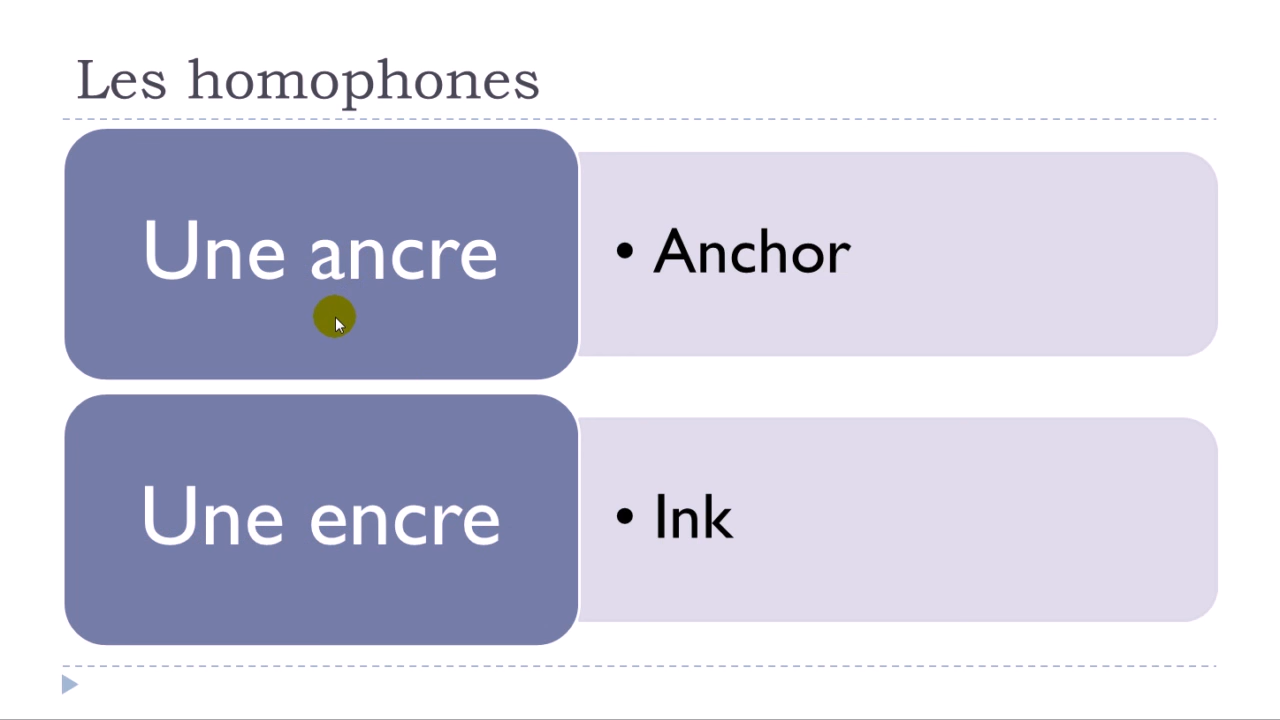 Les homophones
Une ancre
• Anchor
Une encre
• Ink